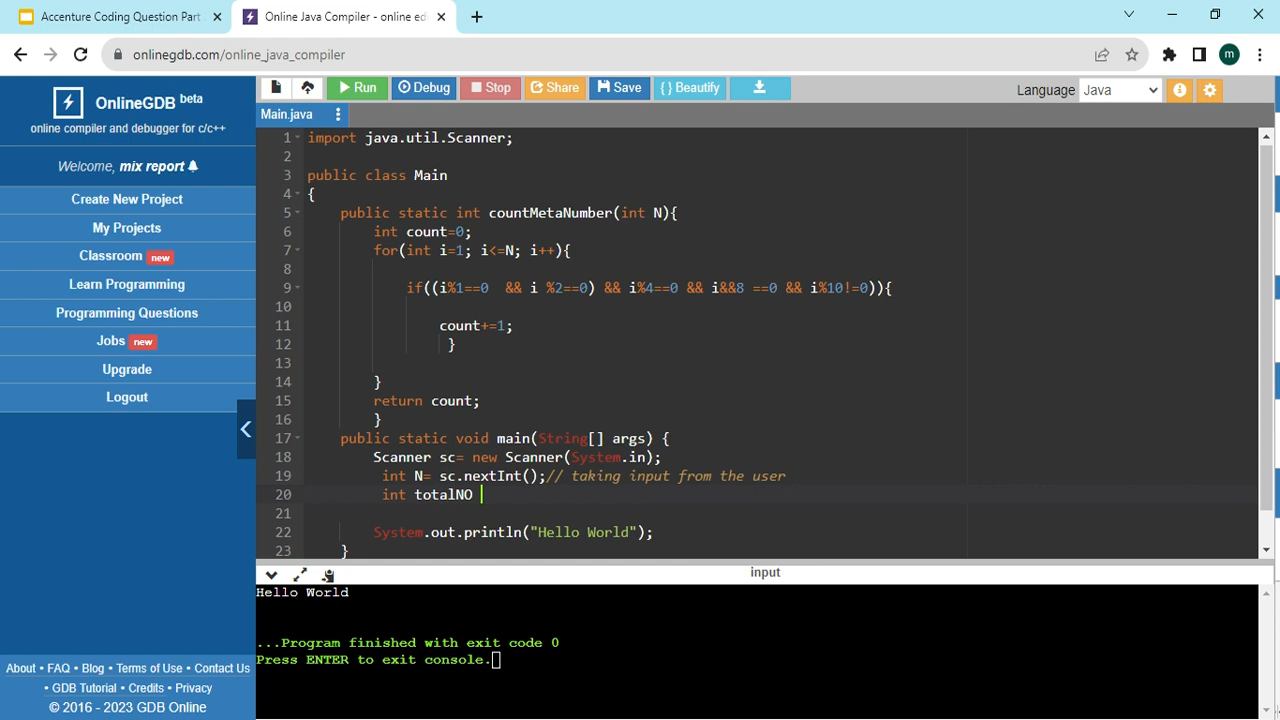 Accenture Coding Question Part
Online Java Compiler - online edi
onlinegdb.com/online_java_compiler
m
OnlineGDB beta
online compiler and debugger for c/c++
Welcome, mix report
Create New Project
My Projects
Classroom new
Learn Programming
Programming Questions
Jobs new
Upgrade
Logout
About • FAQ • Blog • Terms of Use • Contact Us
• GDB Tutorial • Credits • Privacy
© 2016 - 2023 GDB Online
Run Debug Stop Share Save { } Beautify
Language Java
Main.java
1 import java.util.Scanner;
2
3 public class Main
4 {
5 public static int countMetaNumber(int N){
6 int count=0;
7 for(int i=1; i<=N; i++){
8
9 if((i%1==0 && i %2==0) && i%4==0 && i&&8 ==0 && i%10!=0)){
10
11 count+=1;
12 }
13
14 }
15 return count;
16 }
17 public static void main(String[] args) {
18 Scanner sc= new Scanner(System.in);
19 int N= sc.nextInt();// taking input from the user
20 int totalNO
21
22 System.out.println("Hello World");
23 }
input
Hello World
...Program finished with exit code 0
Press ENTER to exit console.